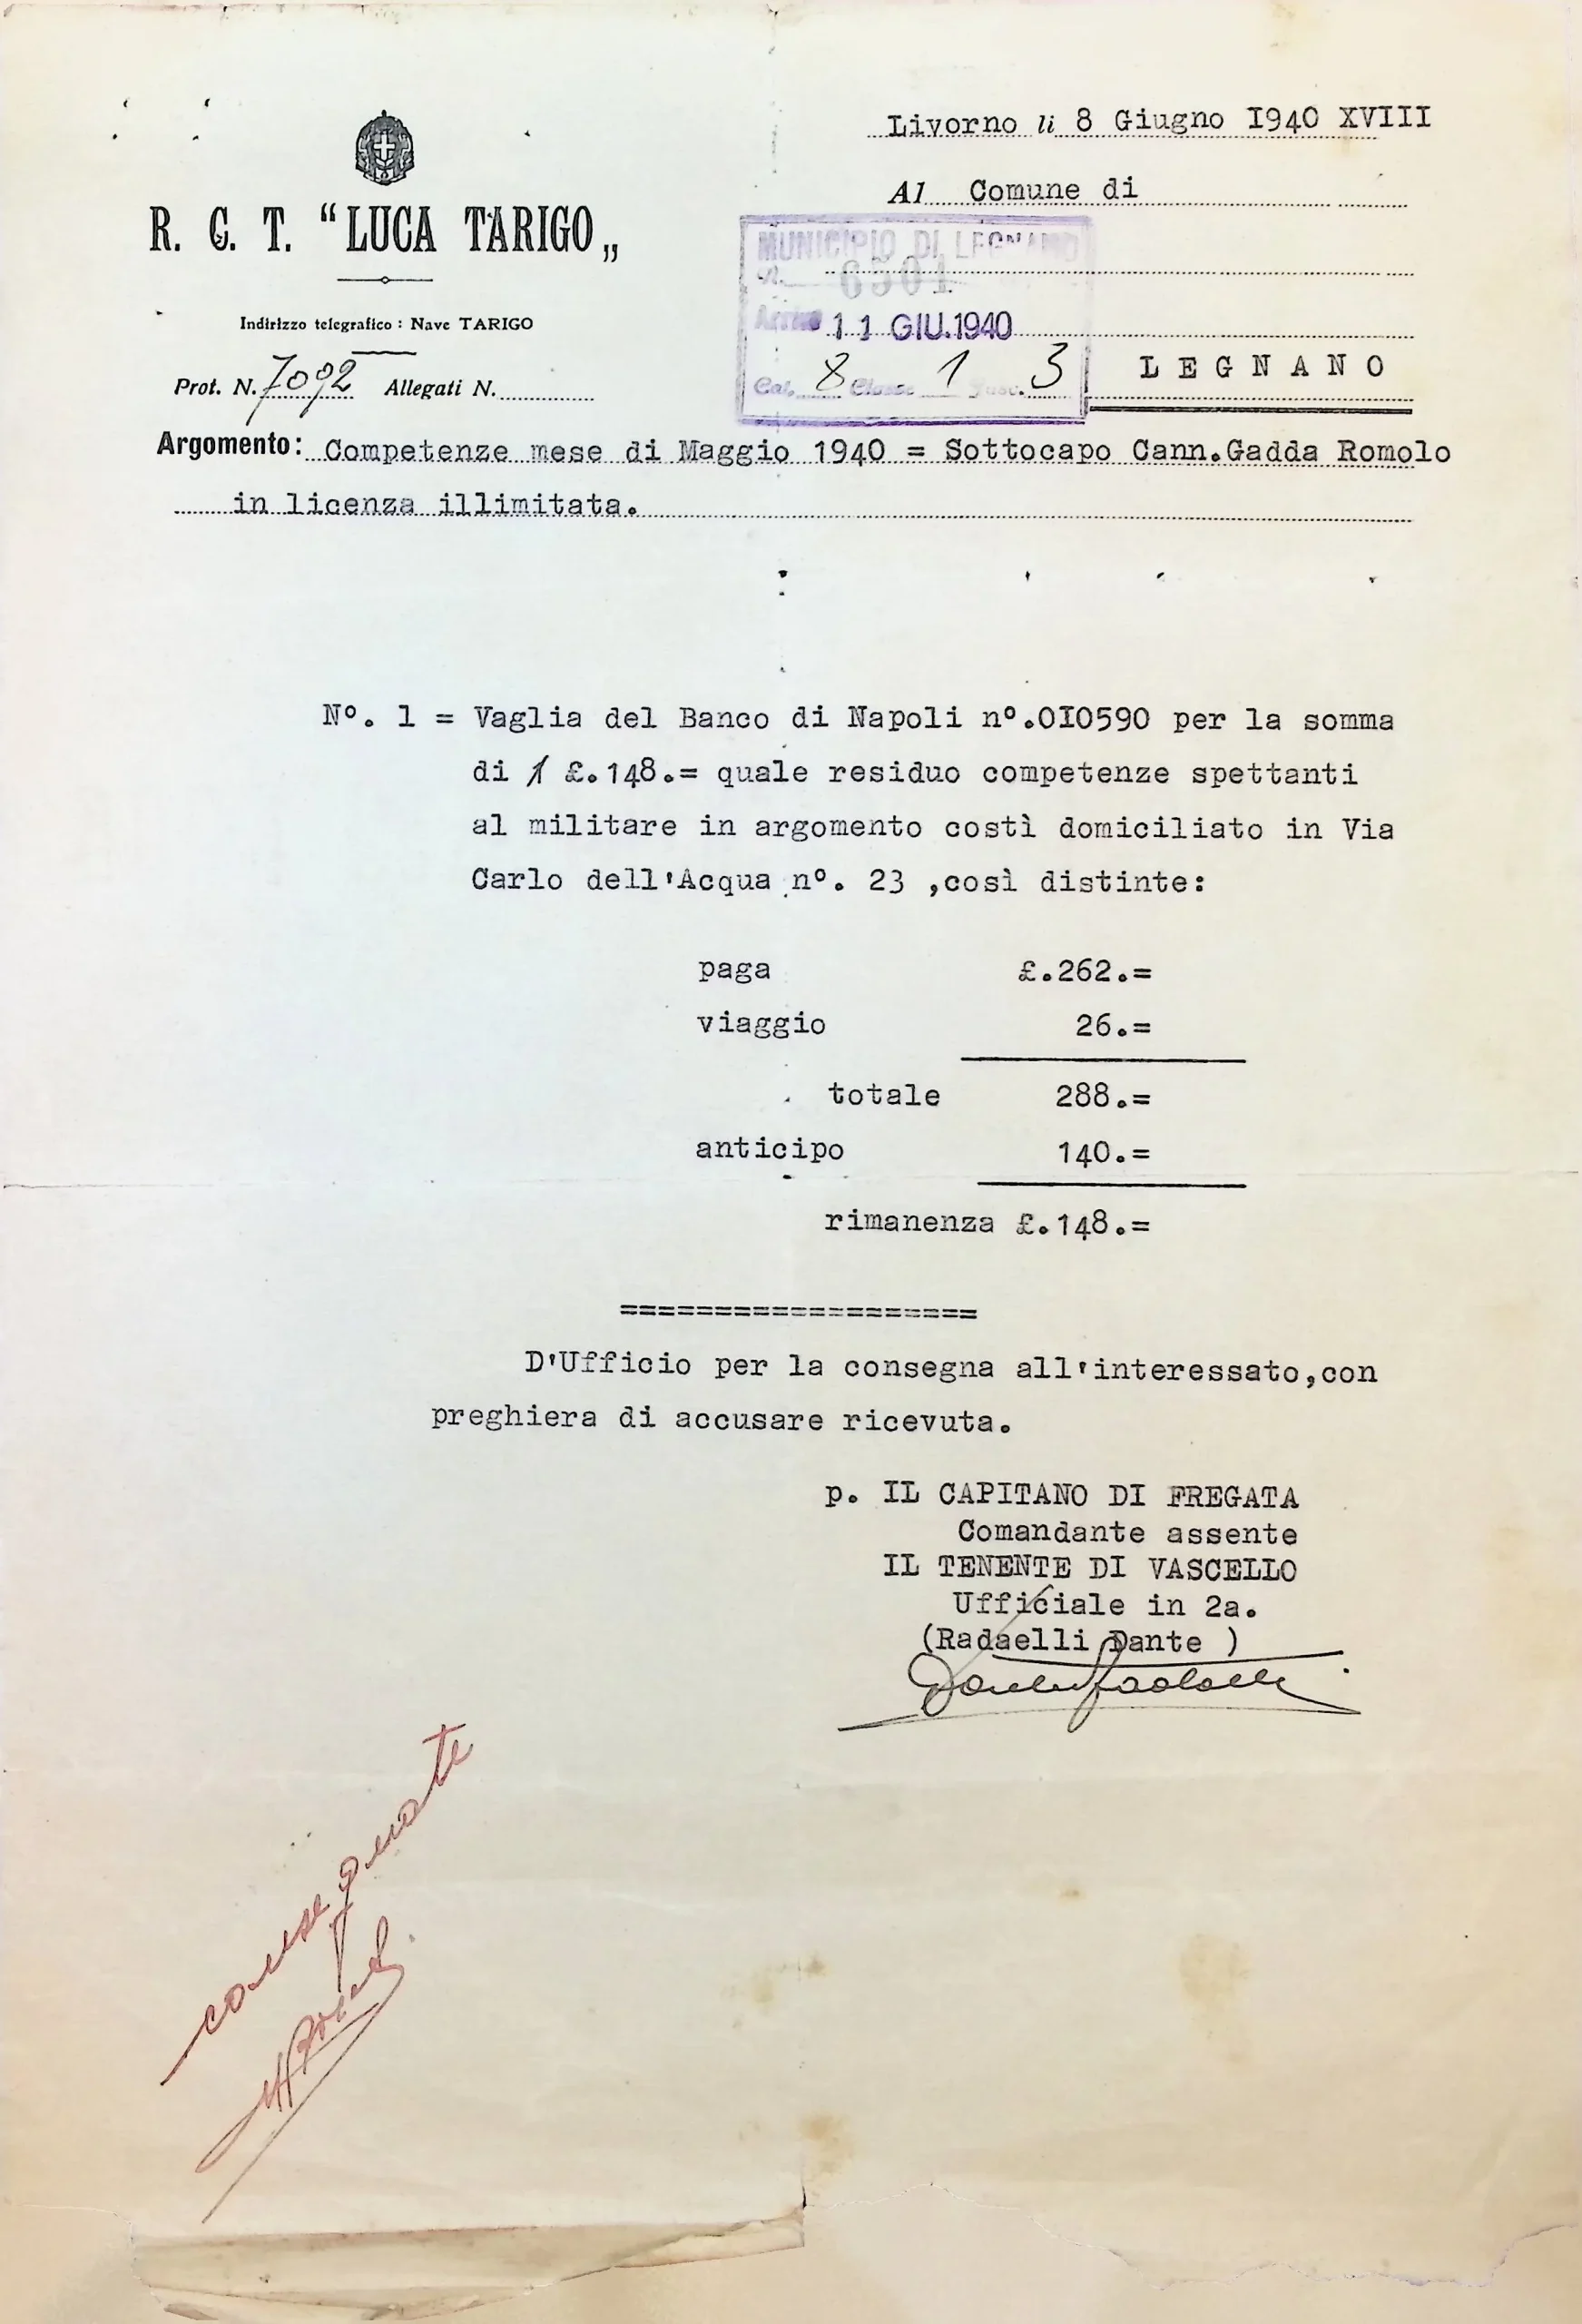 Livorno li 8 Giugno 1940 XVIII
R. C. T. “LUCA TARIGO„
Indirizzo telegrafico : Nave TARIGO
Prot. N. 7092 Allegati N.
Al Comune di
MUNICIPIO DI LEGNANO
N. 6501
Arrivo 11 GIU.1940
Cat. 8 Classe 1 Fasc. 3
LEGNANO
Argomento: Competenze mese di Maggio 1940 = Sottocapo Cann.Gadda Romolo
in licenza illimitata.
N°. 1 = Vaglia del Banco di Napoli n°.0I0590 per la somma
di £.148.= quale residuo competenze spettanti
al militare in argomento costì domiciliato in Via
Carlo dell'Acqua n°. 23 ,così distinte:
paga £.262.=
viaggio 26.=
totale 288.=
anticipo 140.=
rimanenza £.148.=
===================
D'Ufficio per la consegna all'interessato,con
preghiera di accusare ricevuta.
p. IL CAPITANO DI FREGATA
Comandante assente
IL TENENTE DI VASCELLO
Ufficiale in 2a.
(Radaelli Dante )
Dante Radaelli
consegnate